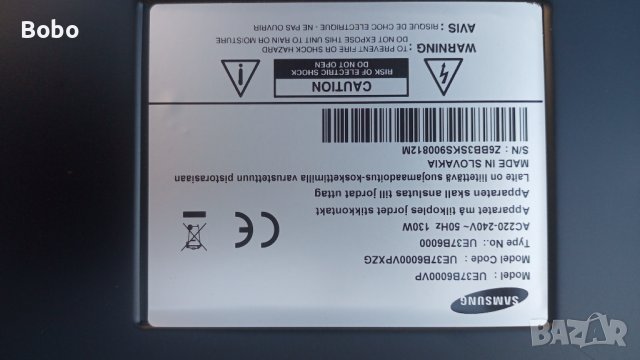 Bobo
SAMSUNG
Model : UE37B6000VP
Model Code : UE37B6000VPXZG
Type No.: UE37B6000
AC220-240V~ 50Hz 130W
Apparatet må tilkoples jordet stikkontakt
Apparaten skall anslutas till jordat uttag
Laite on liitettävä suojamaadoitus-koskettimilla varustettuun pistorasiaan
MADE IN SLOVAKIA
S/N : Z6BB3SKS900812M
CAUTION
RISK OF ELECTRIC SHOCK
DO NOT OPEN
WARNING : TO PREVENT FIRE OR SHOCK HAZARD
DO NOT EXPOSE THIS UNIT TO RAIN OR MOISTURE
AVIS : RISQUE DE CHOC ELECTRIQUE - NE PAS OUVRIR
BAZAR